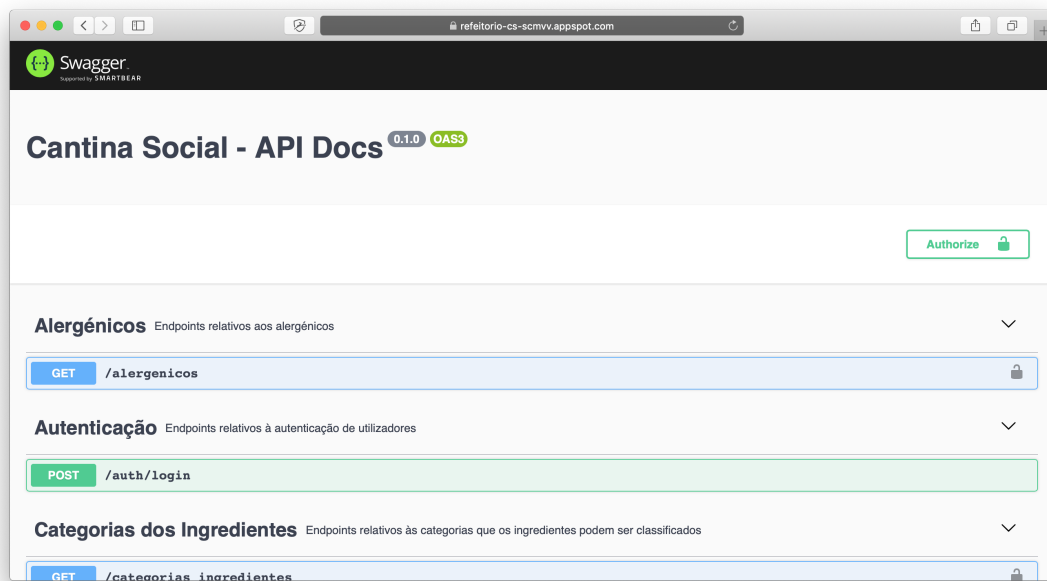 refeitorio-cs-scmvv.appspot.com
Swagger.
Supported by SMARTBEAR
Cantina Social - API Docs 0.1.0 OAS3
Authorize
Alergénicos Endpoints relativos aos alergénicos
GET /alergenicos
Autenticação Endpoints relativos à autenticação de utilizadores
POST /auth/login
Categorias dos Ingredientes Endpoints relativos às categorias que os ingredientes podem ser classificados
GET /categorias_ingredientes